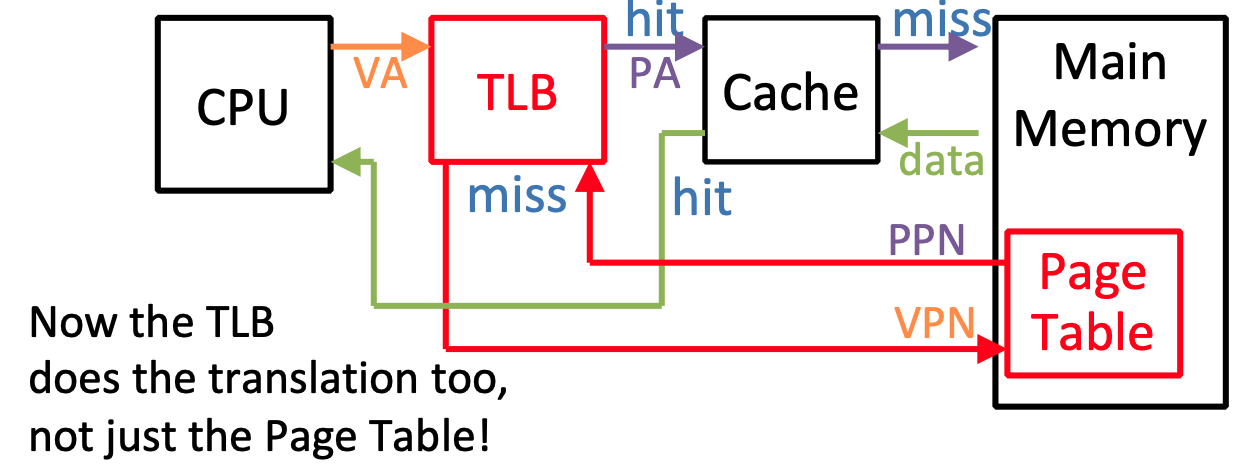 hit
miss
CPU
VA
TLB
PA
Cache
Main
Memory
data
miss
hit
PPN
Page
Table
VPN
Now the TLB
does the translation too,
not just the Page Table!